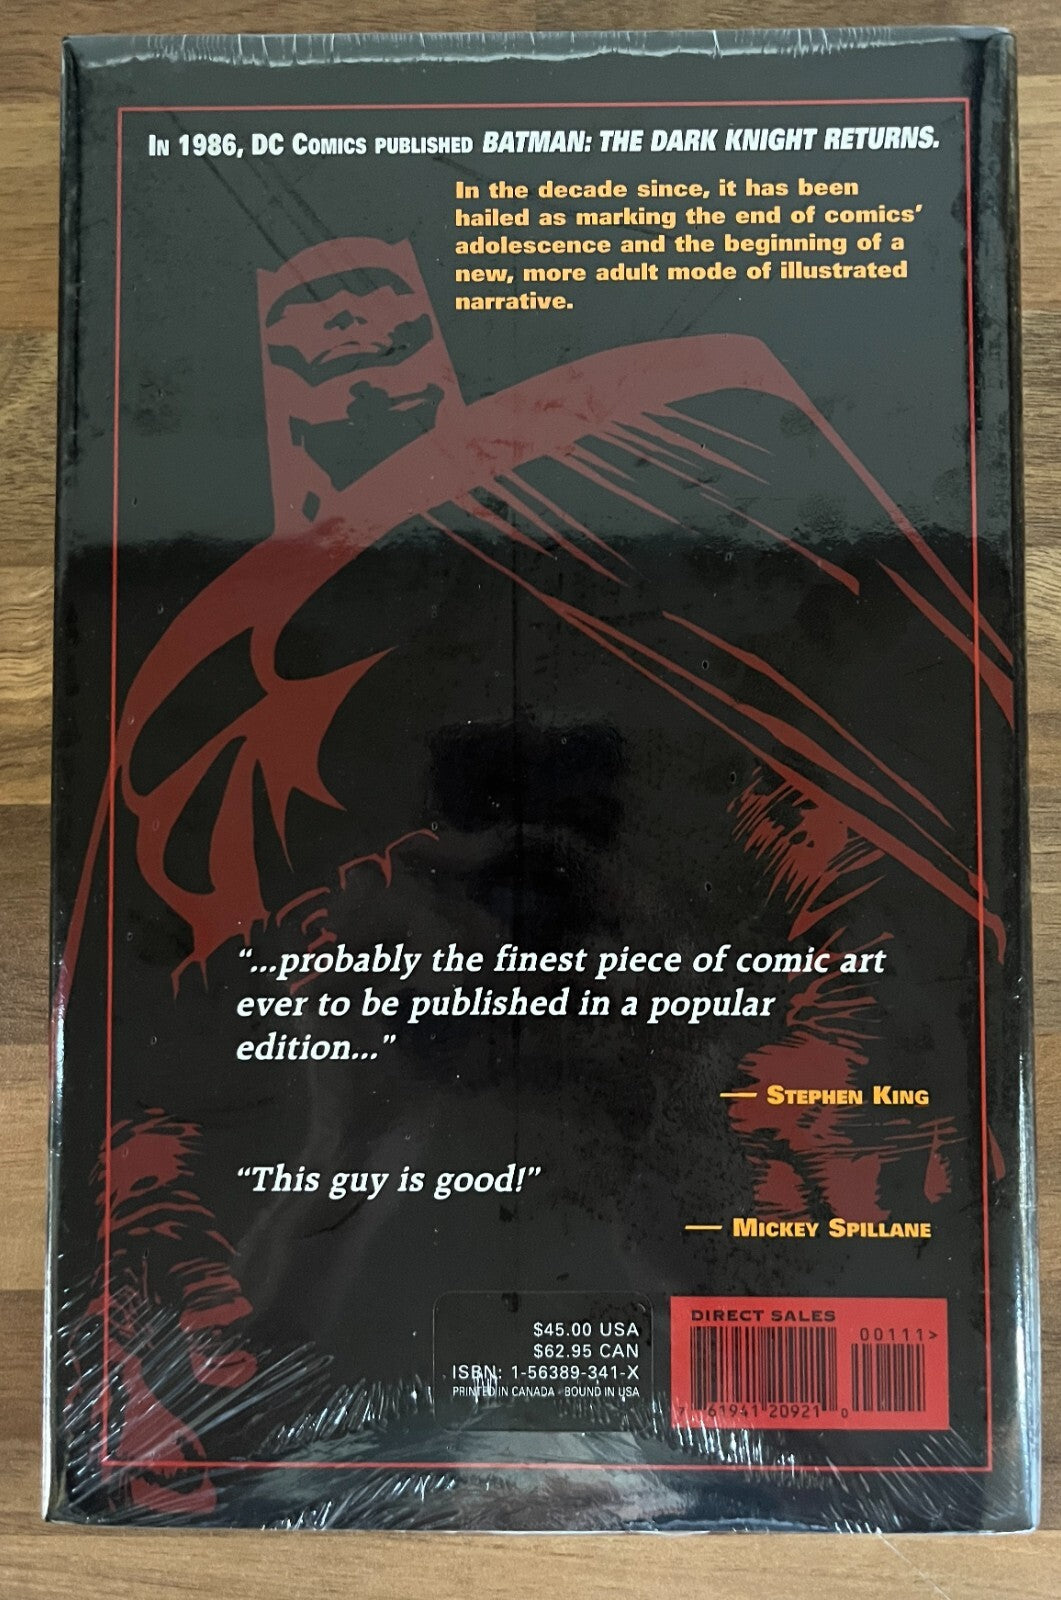 In 1986, DC Comics published BATMAN: THE DARK KNIGHT RETURNS.
In the decade since, it has been
hailed as marking the end of comics'
adolescence and the beginning of a
new, more adult mode of illustrated
narrative.
"...probably the finest piece of comic art
ever to be published in a popular
edition..."
— Stephen King
"This guy is good!"
— Mickey Spillane
$45.00 USA
$62.95 CAN
ISBN: 1-56389-341-X
PRINTED IN CANADA · BOUND IN USA
DIRECT SALES
00111>
7 61941 20921 0